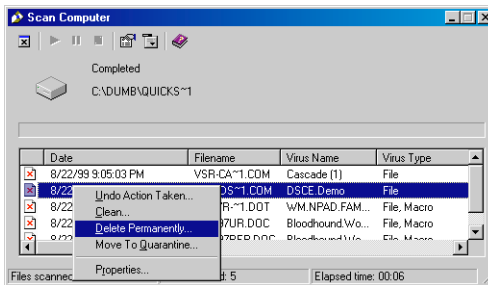 Scan Computer
Completed
C:\DUMB\QUICKS~1
Date Filename Virus Name Virus Type
8/22/99 9:05:03 PM VSR-CA~1.COM Cascade (1) File
8/22 DS~1.COM DSCE.Demo File
8/22 R-~1.DOT WM.NPAD.FAM... File, Macro
8/22 97UR.DOC Bloodhound.Wo... File, Macro
Undo Action Taken...
Clean...
Delete Permanently...
Move To Quarantine...
Properties...
Files scanned d: 5 Elapsed time: 00:06